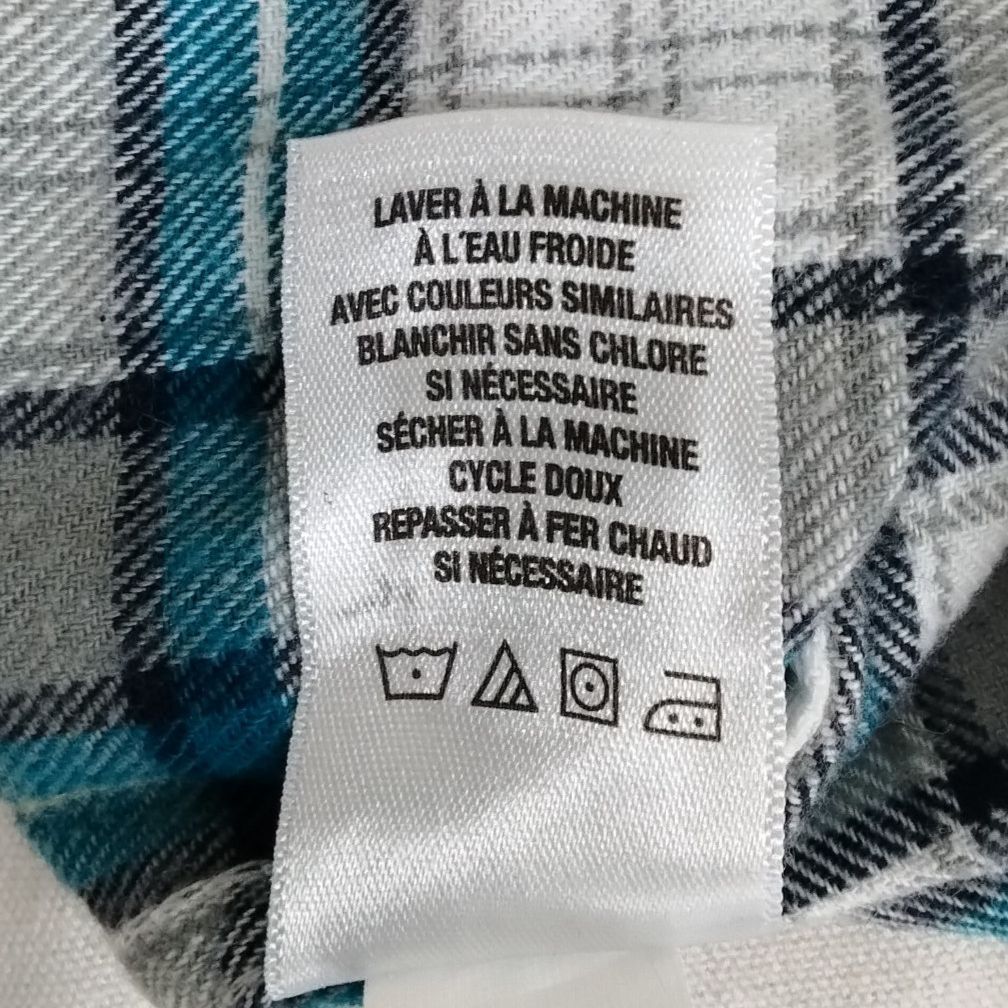 LAVER À LA MACHINE
À L'EAU FROIDE
AVEC COULEURS SIMILAIRES
BLANCHIR SANS CHLORE
SI NÉCESSAIRE
SÉCHER À LA MACHINE
CYCLE DOUX
REPASSER À FER CHAUD
SI NÉCESSAIRE